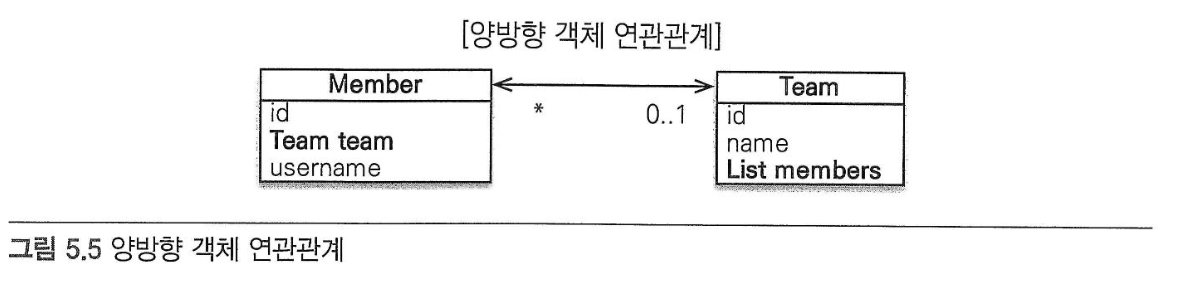 [양방향 객체 연관관계]
Member
id
Team team
username
*
0..1
Team
id
name
List members
그림 5.5 양방향 객체 연관관계